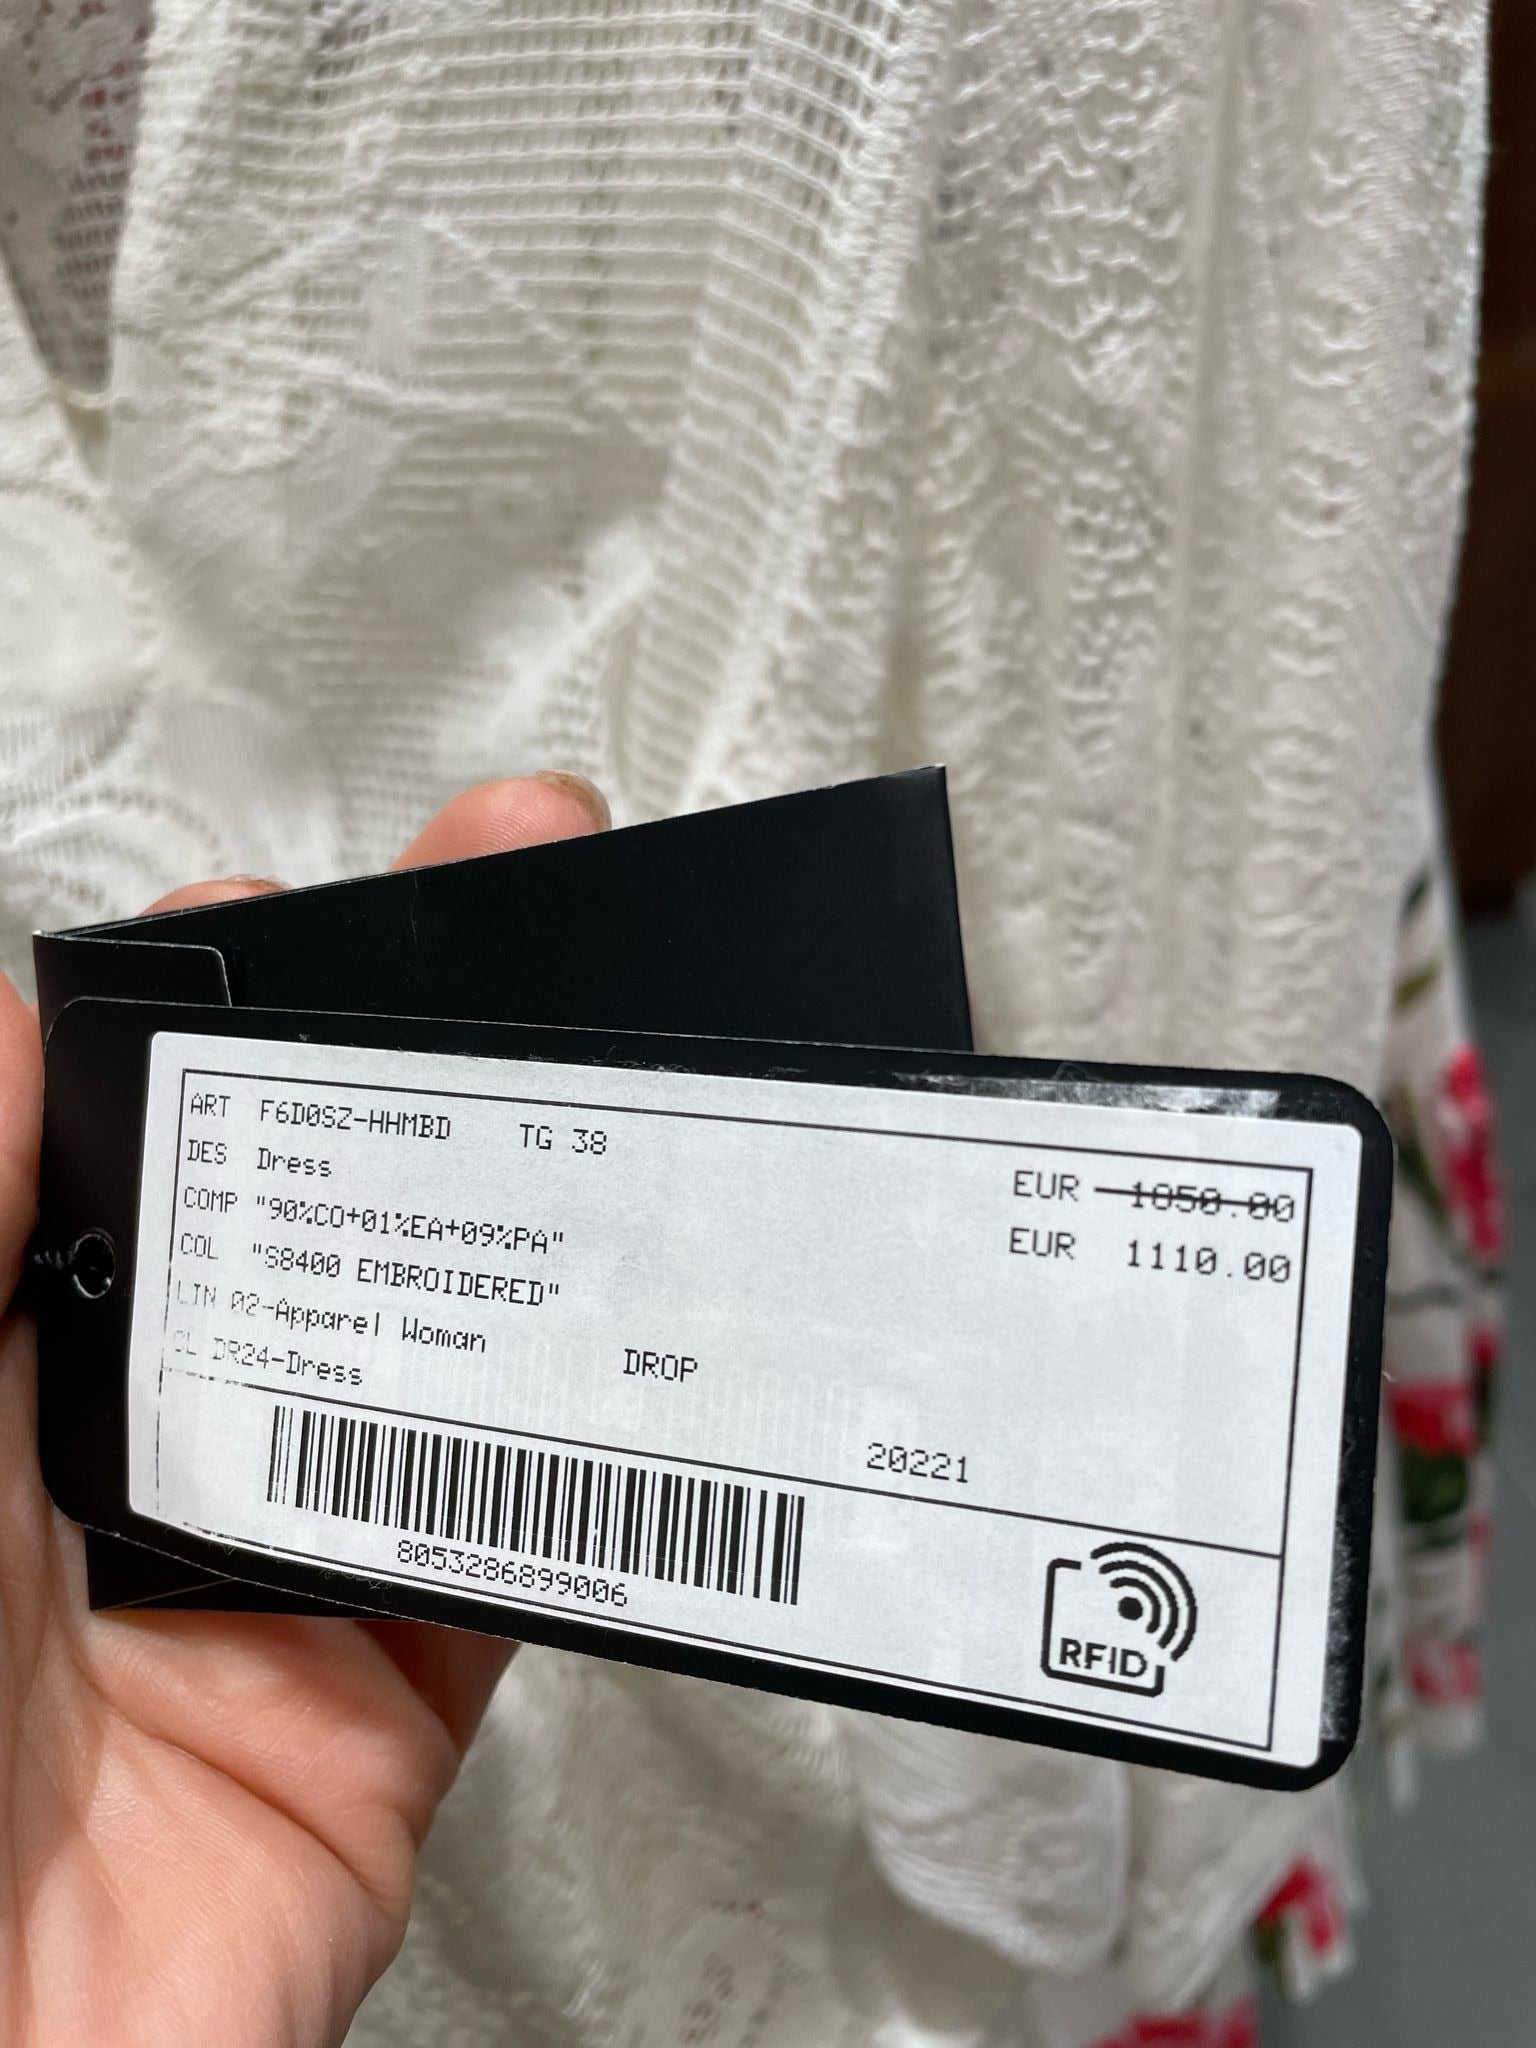 ART F6D0SZ-HHMBD TG 38
DES Dress
COMP "90%CO+01%EA+09%PA"
COL "S8400 EMBROIDERED"
LIN 02-Apparel Woman
CL DR24-Dress DROP
EUR 1850.00
EUR 1110.00
20221
8053286899006
RFID